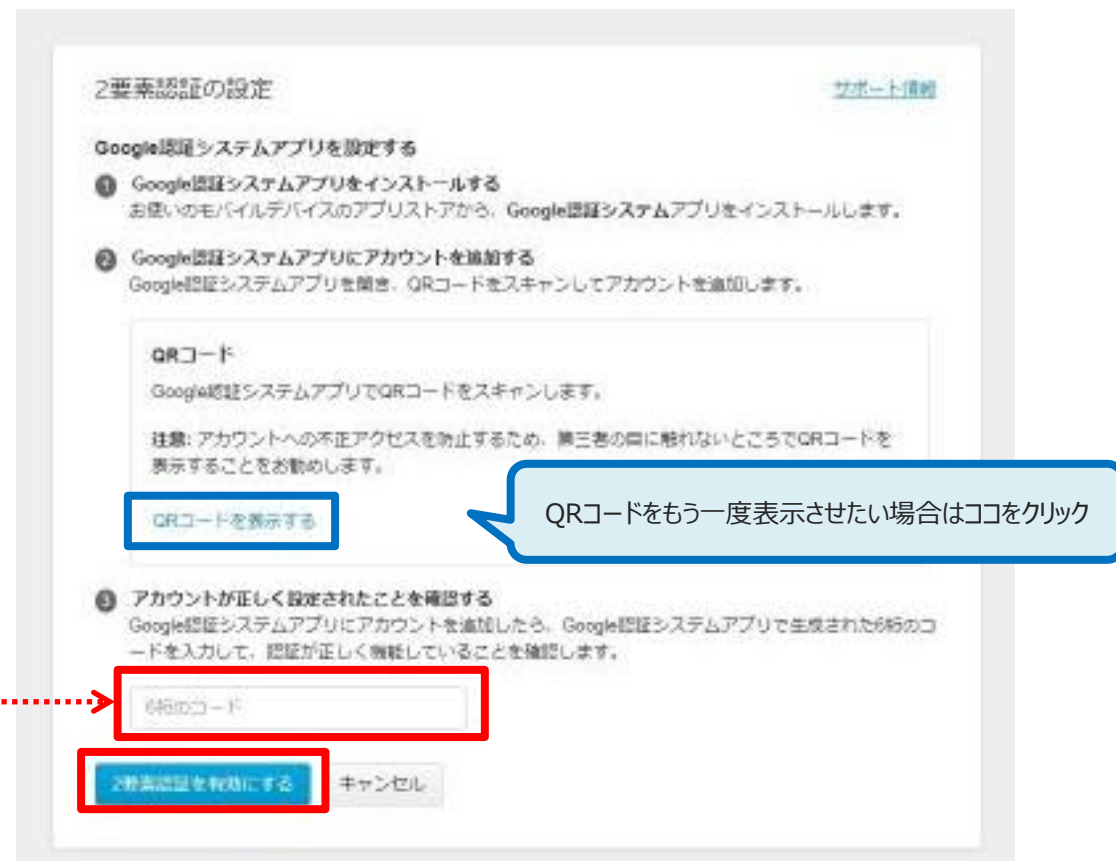 2要素認証の設定
サポート情報
Google認証システムアプリを設定する
1 Google認証システムアプリをインストールする
お使いのモバイルデバイスのアプリストアから、Google認証システムアプリをインストールします。
2 Google認証システムアプリにアカウントを追加する
Google認証システムアプリを開き、QRコードをスキャンしてアカウントを追加します。
QRコード
Google認証システムアプリでQRコードをスキャンします。
注意: アカウントへの不正アクセスを防止するため、第三者の目に触れないところでQRコードを
表示することをお勧めします。
QRコードを表示する
QRコードをもう一度表示させたい場合はココをクリック
3 アカウントが正しく設定されたことを確認する
Google認証システムアプリにアカウントを追加したら、Google認証システムアプリで生成された6桁のコ
ードを入力して、認証が正しく機能していることを確認します。
6桁のコード
2要素認証を有効にする
キャンセル